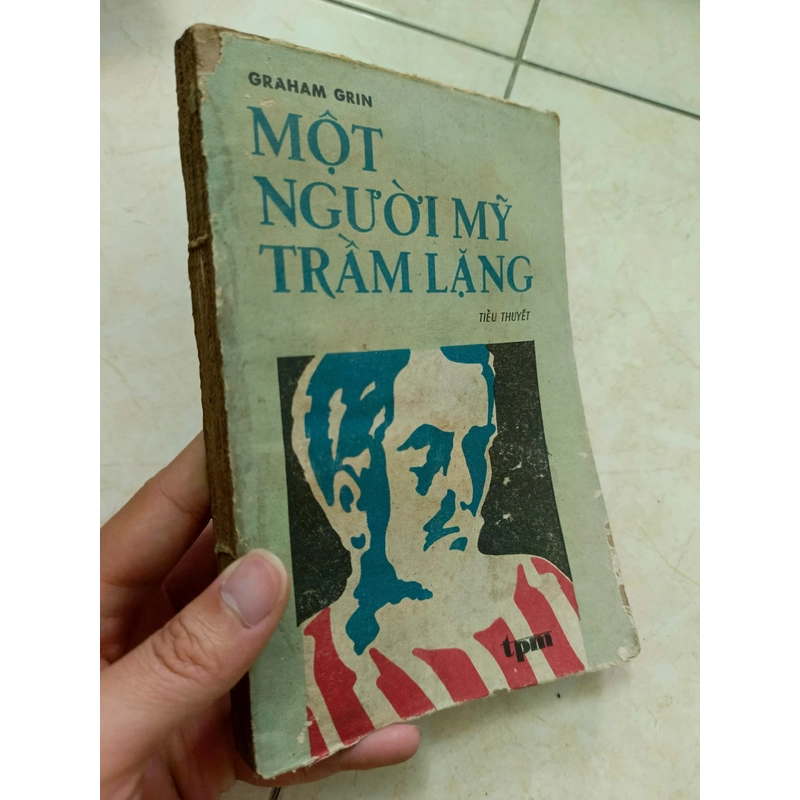 GRAHAM GRIN
MỘT
NGƯỜI MỸ
TRẦM LẶNG
TIỂU THUYẾT
tpm